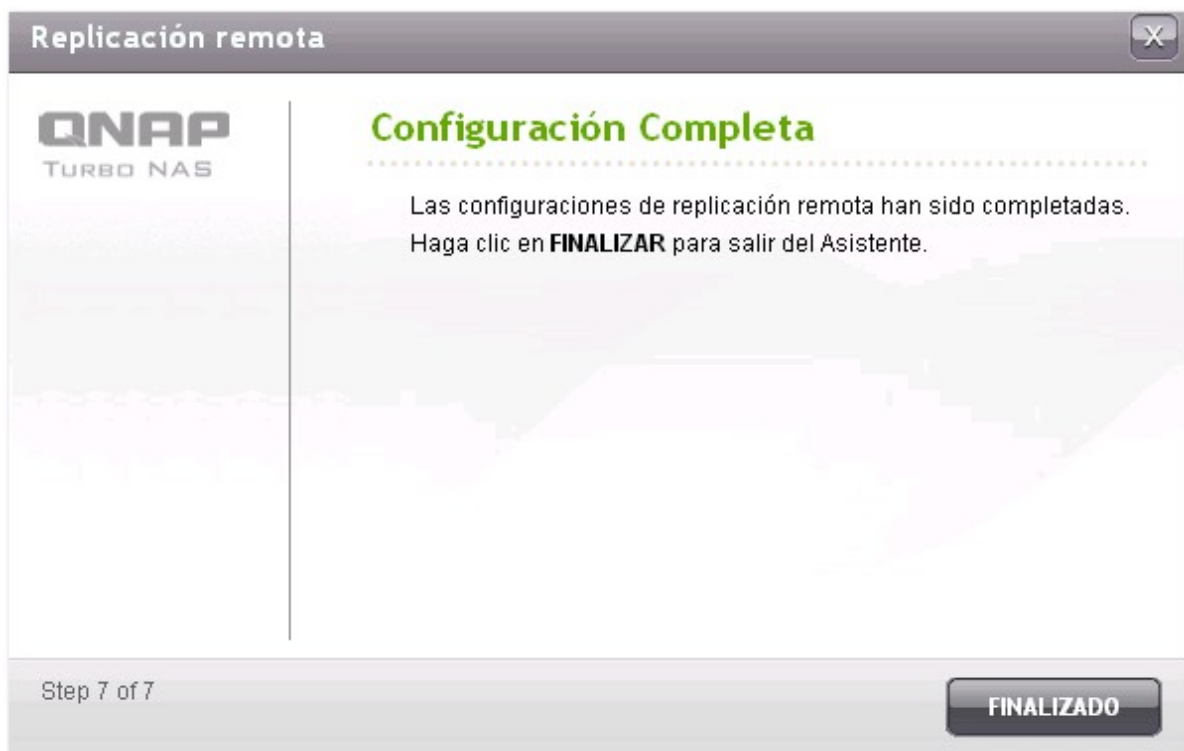 Replicación remota
X
QNAP
TURBO NAS
Configuración Completa
Las configuraciones de replicación remota han sido completadas.
Haga clic en FINALIZAR para salir del Asistente.
Step 7 of 7
FINALIZADO